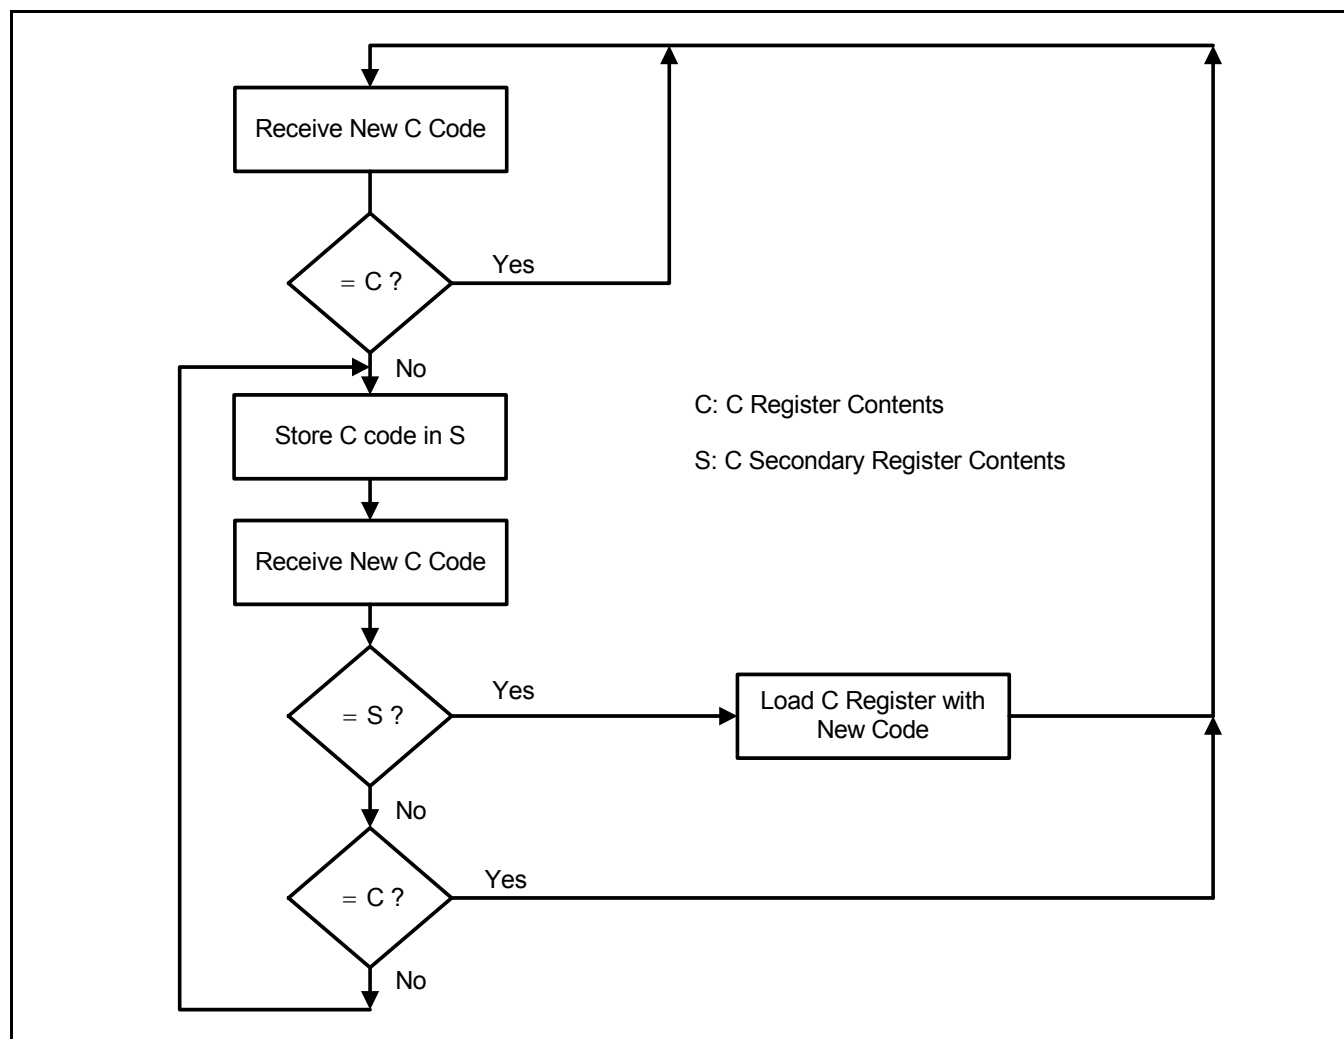 Receive New C Code
= C ?
Yes
No
Store C code in S
C: C Register Contents
S: C Secondary Register Contents
Receive New C Code
= S ?
Yes
Load C Register with
New Code
No
= C ?
Yes
No